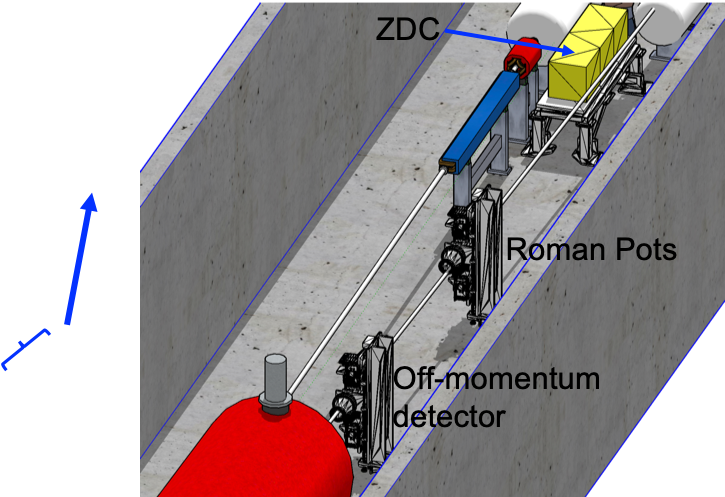 ZDC
Roman Pots
Off-momentum
detector